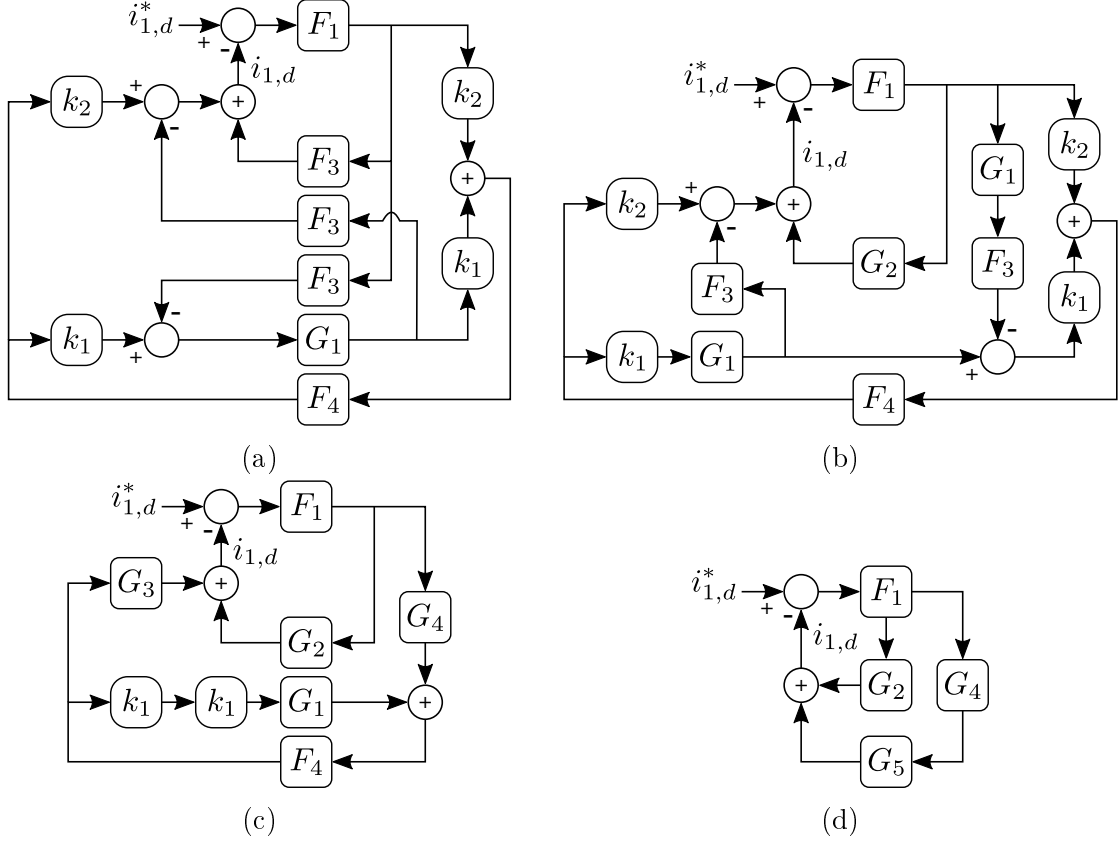 i*1,d
+
-
F1
i1,d
k2
+
-
+
k2
F3
+
F3
k1
F3
-
k1
+
G1
F4
(a)
i*1,d
+
-
F1
i1,d
k2
G1
k2
+
-
+
+
G2
F3
F3
k1
-
k1
G1
+
F4
(b)
i*1,d
+
-
F1
i1,d
G3
+
G4
G2
k1
k1
G1
+
F4
(c)
i*1,d
+
-
F1
i1,d
+
G2
G4
G5
(d)